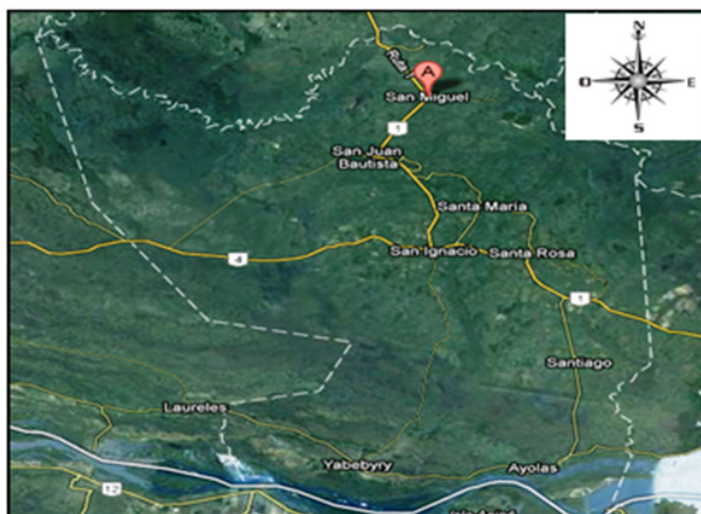 N
O E
S
Ruta 1
A
San Miguel
1
San Juan
Bautista
Santa María
San Ignacio
Santa Rosa
4
1
Santiago
Laureles
Yabebyry
Ayolas
12